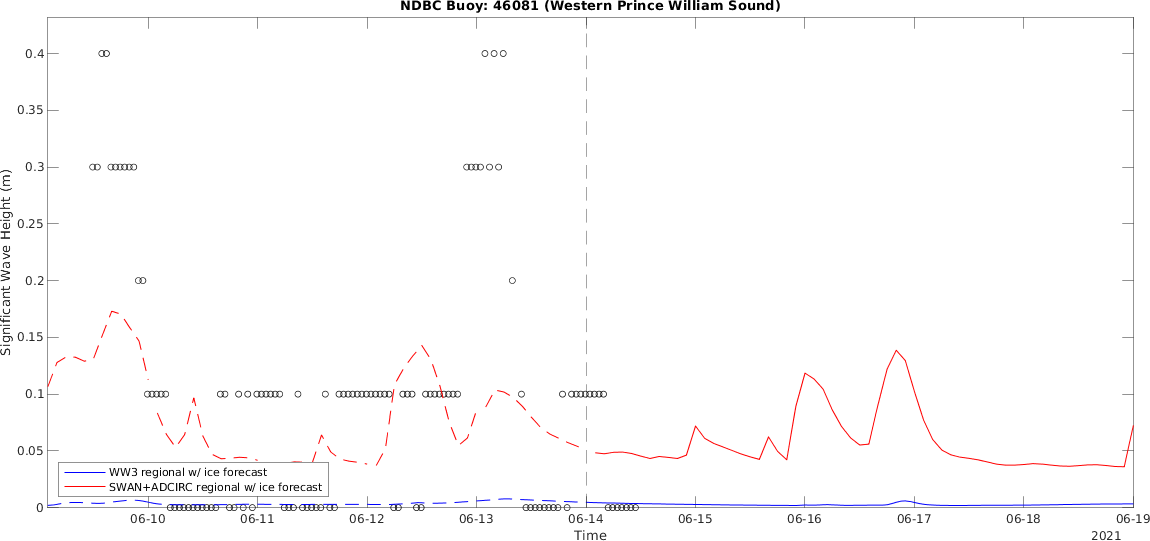 NDBC Buoy: 46081 (Western Prince William Sound)
Significant Wave Height (m)
0.4
0.35
0.3
0.25
0.2
0.15
0.1
0.05
0
WW3 regional w/ ice forecast
SWAN+ADCIRC regional w/ ice forecast
06-10 06-11 06-12 06-13 06-14 06-15 06-16 06-17 06-18 06-19
Time
2021